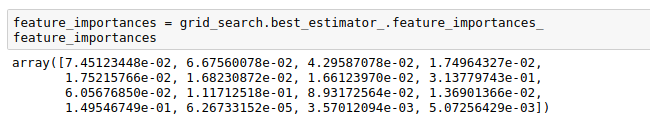 feature_importances = grid_search.best_estimator_.feature_importances_
feature_importances
array([7.45123448e-02, 6.67560078e-02, 4.29587078e-02, 1.74964327e-02,
1.75215766e-02, 1.68230872e-02, 1.66123970e-02, 3.13779743e-01,
6.05676850e-02, 1.11712518e-01, 8.93172564e-02, 1.36901366e-02,
1.49546749e-01, 6.26733152e-05, 3.57012094e-03, 5.07256429e-03])